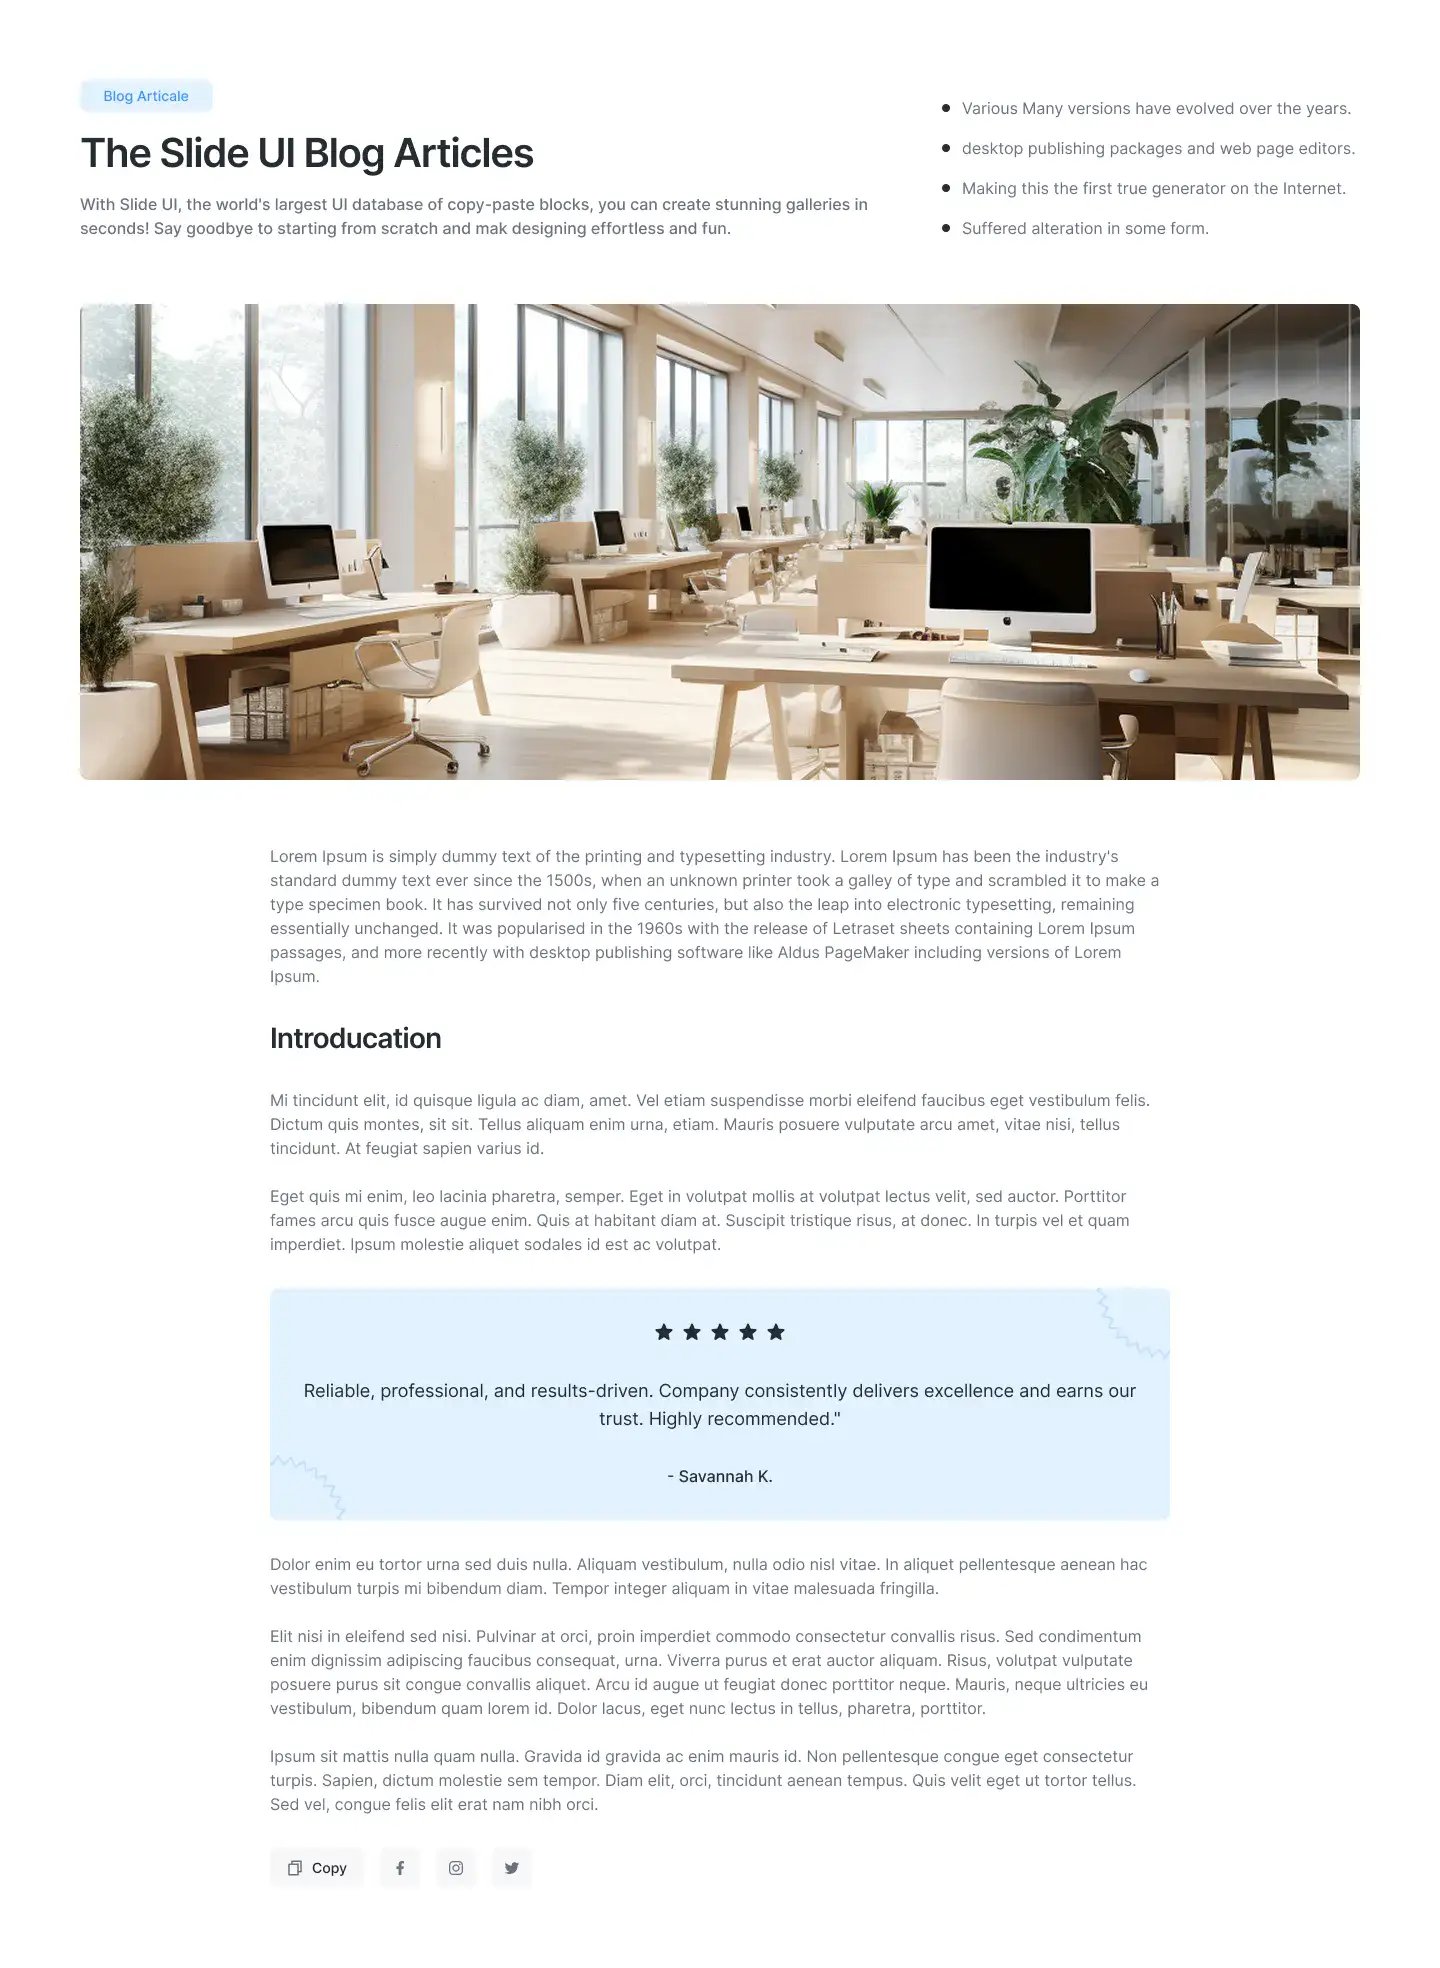 Blog Articale
The Slide UI Blog Articles
With Slide UI, the world's largest UI database of copy-paste blocks, you can create stunning galleries in
seconds! Say goodbye to starting from scratch and mak designing effortless and fun.
Various Many versions have evolved over the years.
desktop publishing packages and web page editors.
Making this the first true generator on the Internet.
Suffered alteration in some form.
Lorem Ipsum is simply dummy text of the printing and typesetting industry. Lorem Ipsum has been the industry's
standard dummy text ever since the 1500s, when an unknown printer took a galley of type and scrambled it to make a
type specimen book. It has survived not only five centuries, but also the leap into electronic typesetting, remaining
essentially unchanged. It was popularised in the 1960s with the release of Letraset sheets containing Lorem Ipsum
passages, and more recently with desktop publishing software like Aldus PageMaker including versions of Lorem
Ipsum.
Introducation
Mi tincidunt elit, id quisque ligula ac diam, amet. Vel etiam suspendisse morbi eleifend faucibus eget vestibulum felis.
Dictum quis montes, sit sit. Tellus aliquam enim urna, etiam. Mauris posuere vulputate arcu amet, vitae nisi, tellus
tincidunt. At feugiat sapien varius id.
Eget quis mi enim, leo lacinia pharetra, semper. Eget in volutpat mollis at volutpat lectus velit, sed auctor. Porttitor
fames arcu quis fusce augue enim. Quis at habitant diam at. Suscipit tristique risus, at donec. In turpis vel et quam
imperdiet. Ipsum molestie aliquet sodales id est ac volutpat.
Reliable, professional, and results-driven. Company consistently delivers excellence and earns our
trust. Highly recommended."
- Savannah K.
Dolor enim eu tortor urna sed duis nulla. Aliquam vestibulum, nulla odio nisl vitae. In aliquet pellentesque aenean hac
vestibulum turpis mi bibendum diam. Tempor integer aliquam in vitae malesuada fringilla.
Elit nisi in eleifend sed nisi. Pulvinar at orci, proin imperdiet commodo consectetur convallis risus. Sed condimentum
enim dignissim adipiscing faucibus consequat, urna. Viverra purus et erat auctor aliquam. Risus, volutpat vulputate
posuere purus sit congue convallis aliquet. Arcu id augue ut feugiat donec porttitor neque. Mauris, neque ultricies eu
vestibulum, bibendum quam lorem id. Dolor lacus, eget nunc lectus in tellus, pharetra, porttitor.
Ipsum sit mattis nulla quam nulla. Gravida id gravida ac enim mauris id. Non pellentesque congue eget consectetur
turpis. Sapien, dictum molestie sem tempor. Diam elit, orci, tincidunt aenean tempus. Quis velit eget ut tortor tellus.
Sed vel, congue felis elit erat nam nibh orci.
Copy